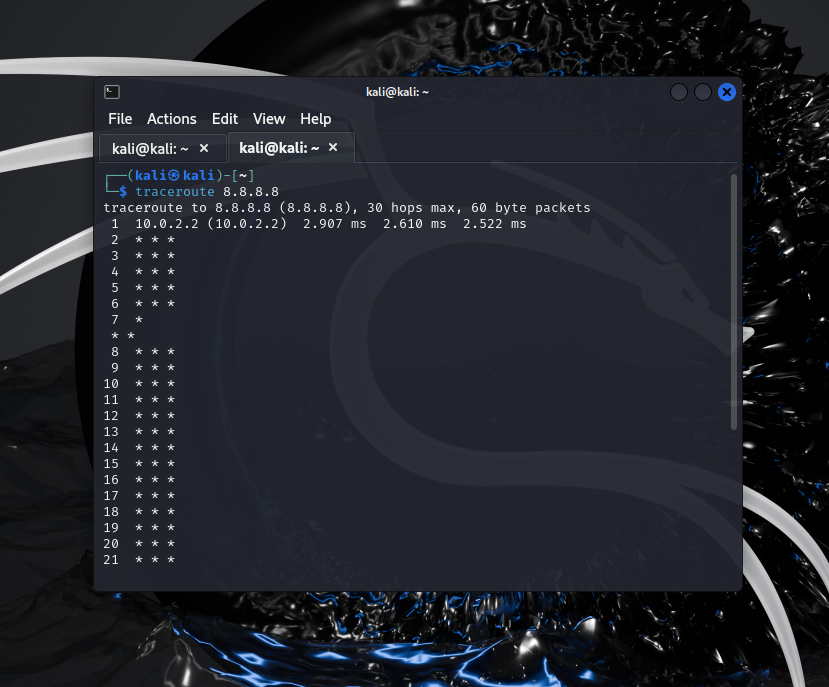 kali@kali: ~
File Actions Edit View Help
kali@kali: ~ × kali@kali: ~ ×
┌──(kali㉿kali)-[~]
└─$ traceroute 8.8.8.8
traceroute to 8.8.8.8 (8.8.8.8), 30 hops max, 60 byte packets
 1  10.0.2.2 (10.0.2.2)  2.907 ms  2.610 ms  2.522 ms
 2  * * *
 3  * * *
 4  * * *
 5  * * *
 6  * * *
 7  *
 * *
 8  * * *
 9  * * *
10  * * *
11  * * *
12  * * *
13  * * *
14  * * *
15  * * *
16  * * *
17  * * *
18  * * *
19  * * *
20  * * *
21  * * *